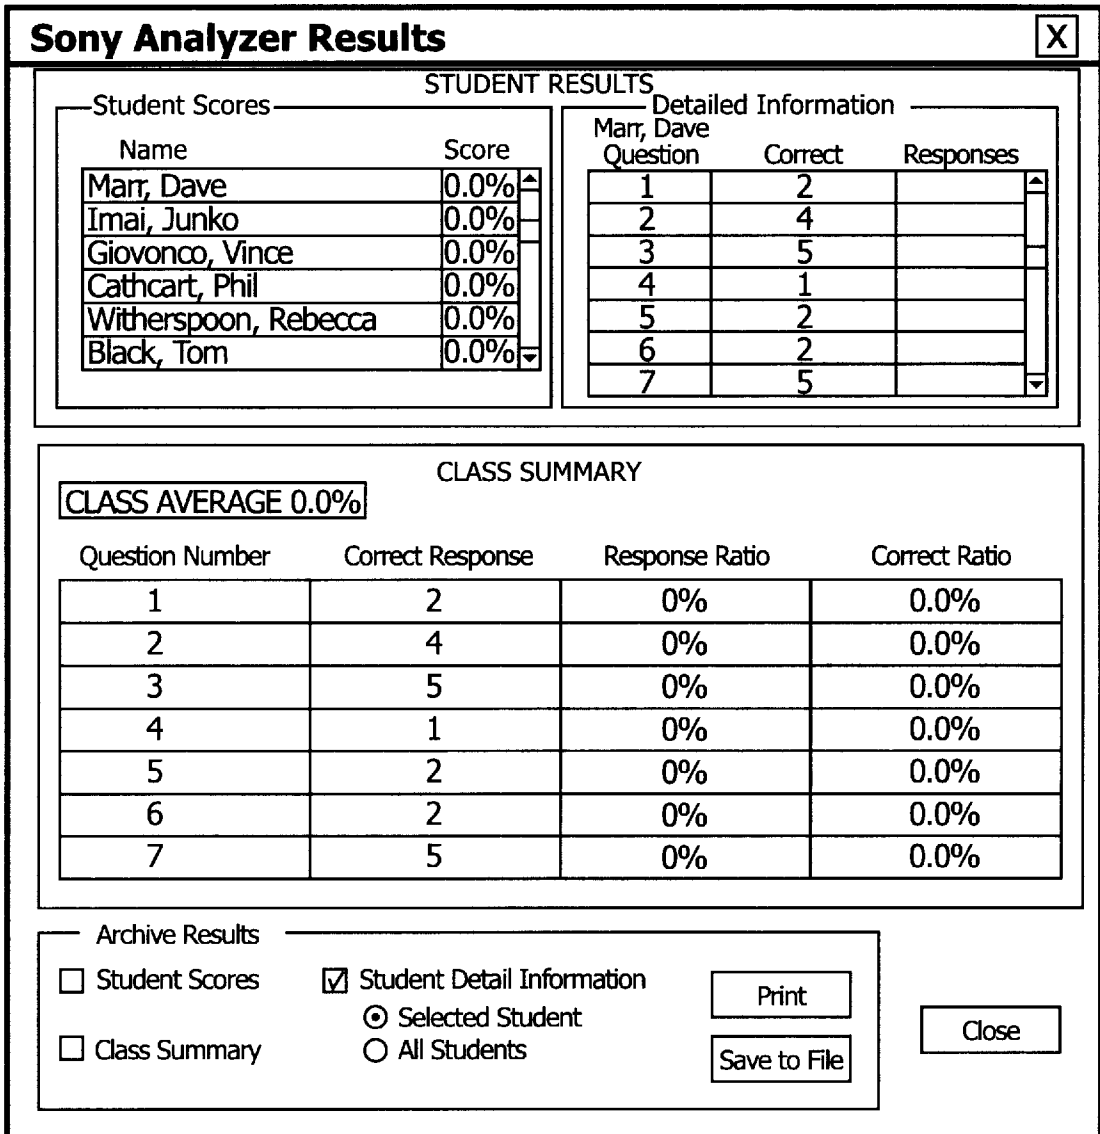 Sony Analyzer Results X
STUDENT RESULTS
Student Scores
Name Score
Marr, Dave 0.0%
Imai, Junko 0.0%
Giovonco, Vince 0.0%
Cathcart, Phil 0.0%
Witherspoon, Rebecca 0.0%
Black, Tom 0.0%
Detailed Information
Marr, Dave
Question Correct Responses
1 2
2 4
3 5
4 1
5 2
6 2
7 5
CLASS SUMMARY
CLASS AVERAGE 0.0%
Question Number Correct Response Response Ratio Correct Ratio
1 2 0% 0.0%
2 4 0% 0.0%
3 5 0% 0.0%
4 1 0% 0.0%
5 2 0% 0.0%
6 2 0% 0.0%
7 5 0% 0.0%
Archive Results
Student Scores
Class Summary
Student Detail Information
Selected Student
All Students
Print
Save to File
Close